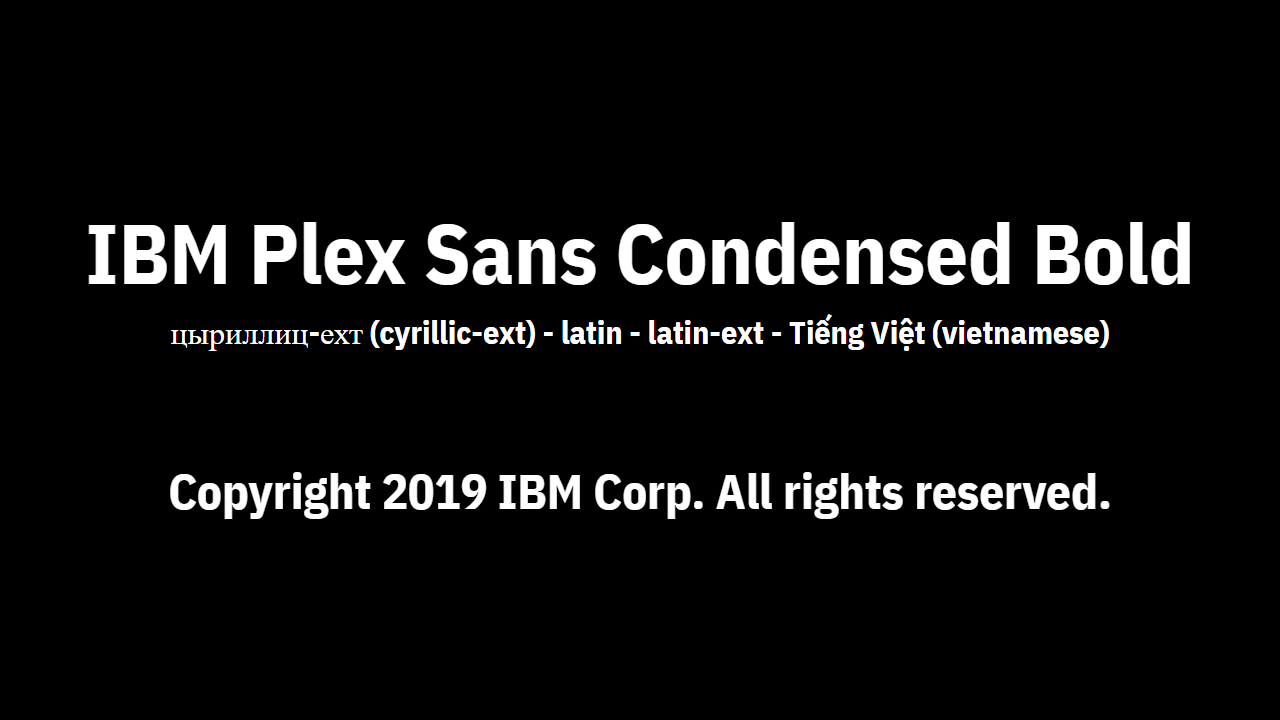 IBM Plex Sans Condensed Bold
цыриллиц-ехт (cyrillic-ext) - latin - latin-ext - Tiếng Việt (vietnamese)
Copyright 2019 IBM Corp. All rights reserved.